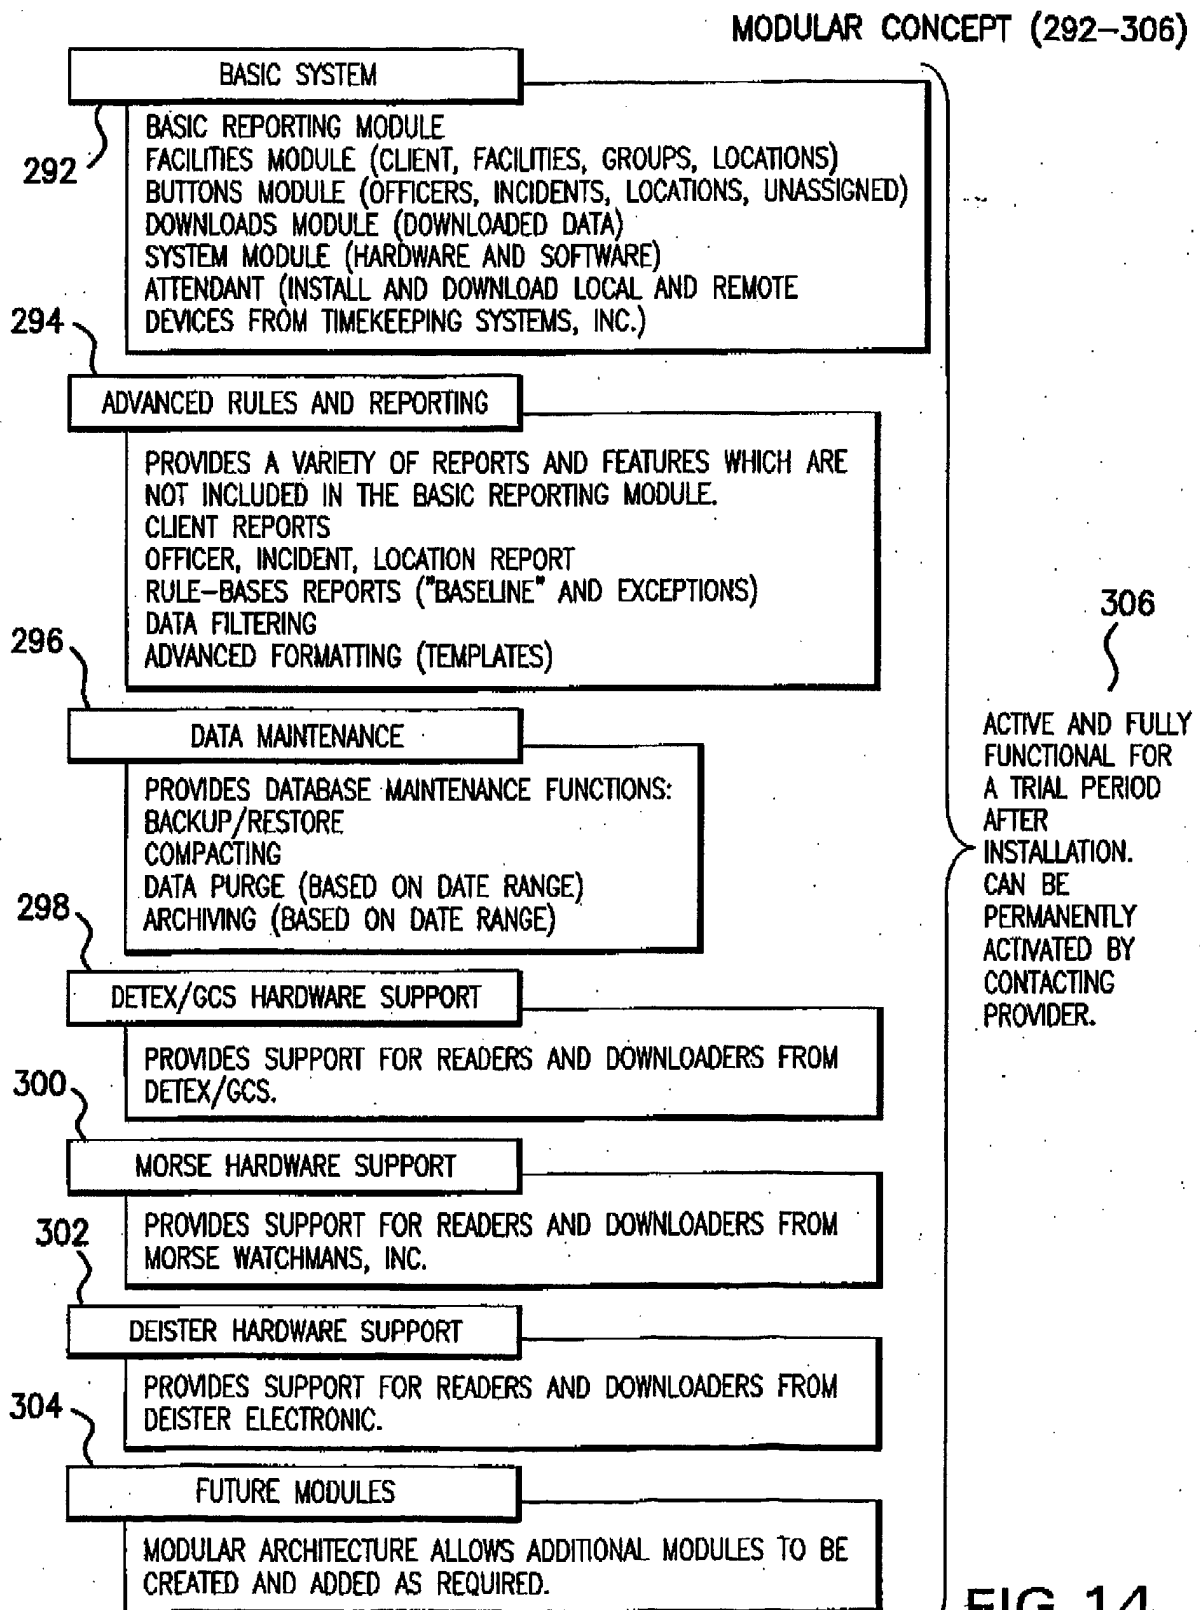 MODULAR CONCEPT (292–306)
BASIC SYSTEM
292
BASIC REPORTING MODULE
FACILITIES MODULE (CLIENT, FACILITIES, GROUPS, LOCATIONS)
BUTTONS MODULE (OFFICERS, INCIDENTS, LOCATIONS, UNASSIGNED)
DOWNLOADS MODULE (DOWNLOADED DATA)
SYSTEM MODULE (HARDWARE AND SOFTWARE)
ATTENDANT (INSTALL AND DOWNLOAD LOCAL AND REMOTE
DEVICES FROM TIMEKEEPING SYSTEMS, INC.)
294
ADVANCED RULES AND REPORTING
PROVIDES A VARIETY OF REPORTS AND FEATURES WHICH ARE
NOT INCLUDED IN THE BASIC REPORTING MODULE.
CLIENT REPORTS
OFFICER, INCIDENT, LOCATION REPORT
RULE–BASES REPORTS ("BASELINE" AND EXCEPTIONS)
DATA FILTERING
ADVANCED FORMATTING (TEMPLATES)
296
DATA MAINTENANCE
PROVIDES DATABASE MAINTENANCE FUNCTIONS:
BACKUP/RESTORE
COMPACTING
DATA PURGE (BASED ON DATE RANGE)
ARCHIVING (BASED ON DATE RANGE)
298
DETEX/GCS HARDWARE SUPPORT
PROVIDES SUPPORT FOR READERS AND DOWNLOADERS FROM
DETEX/GCS.
300
MORSE HARDWARE SUPPORT
PROVIDES SUPPORT FOR READERS AND DOWNLOADERS FROM
MORSE WATCHMANS, INC.
302
DEISTER HARDWARE SUPPORT
PROVIDES SUPPORT FOR READERS AND DOWNLOADERS FROM
DEISTER ELECTRONIC.
304
FUTURE MODULES
MODULAR ARCHITECTURE ALLOWS ADDITIONAL MODULES TO BE
CREATED AND ADDED AS REQUIRED.
306
ACTIVE AND FULLY
FUNCTIONAL FOR
A TRIAL PERIOD
AFTER
INSTALLATION.
CAN BE
PERMANENTLY
ACTIVATED BY
CONTACTING
PROVIDER.
FIG. 14